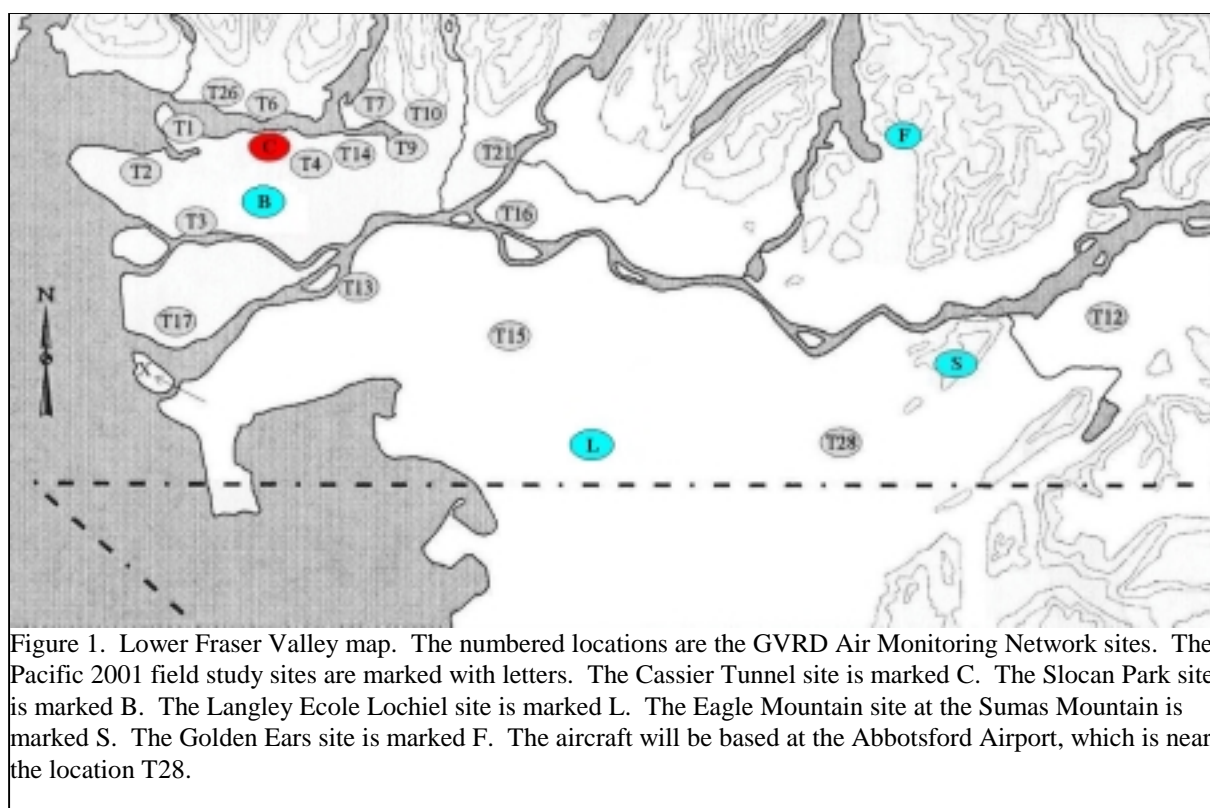 T26 T6 T7 T10
T1 C T4 T14 T9 T21 F
T2
B T3 T16
N T13
T17 T15 T12
S
L T28
Figure 1. Lower Fraser Valley map. The numbered locations are the GVRD Air Monitoring Network sites. The
Pacific 2001 field study sites are marked with letters. The Cassier Tunnel site is marked C. The Slocan Park site
is marked B. The Langley Ecole Lochiel site is marked L. The Eagle Mountain site at the Sumas Mountain is
marked S. The Golden Ears site is marked F. The aircraft will be based at the Abbotsford Airport, which is near
the location T28.